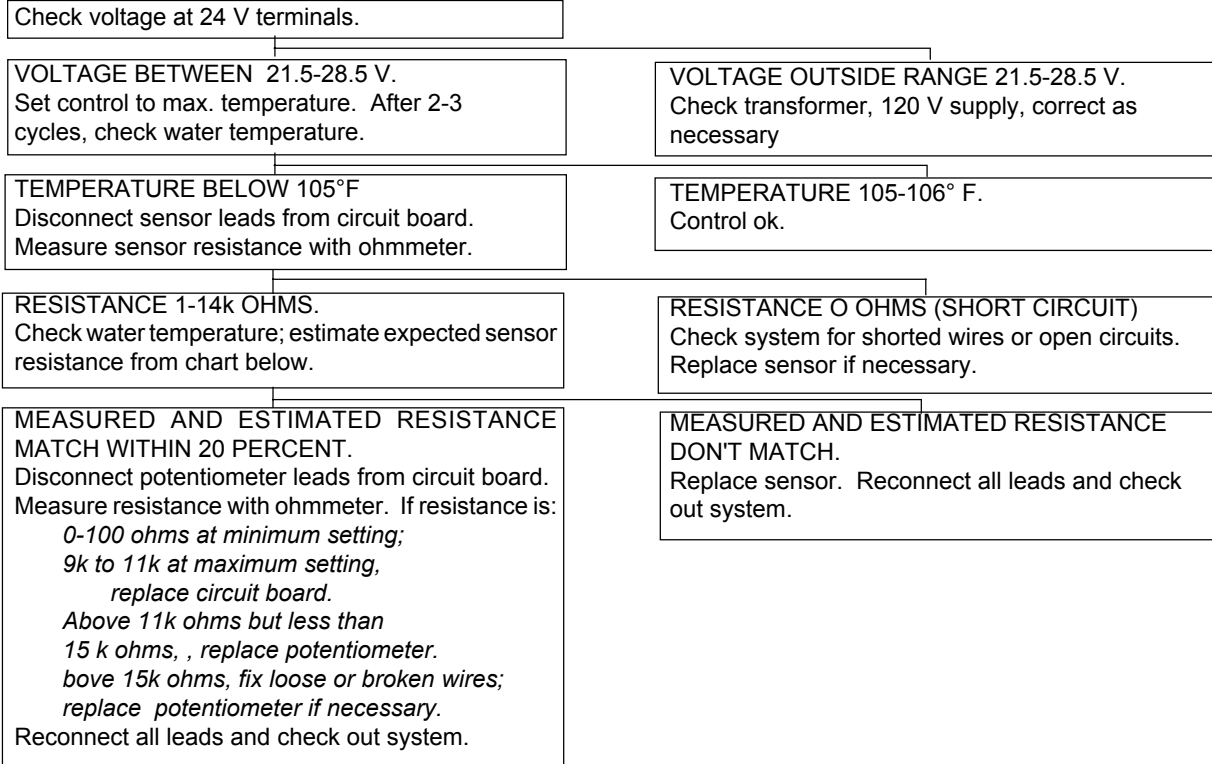 Check voltage at 24 V terminals.
VOLTAGE BETWEEN 21.5-28.5 V.
Set control to max. temperature. After 2-3
cycles, check water temperature.
VOLTAGE OUTSIDE RANGE 21.5-28.5 V.
Check transformer, 120 V supply, correct as
necessary
TEMPERATURE BELOW 105°F
Disconnect sensor leads from circuit board.
Measure sensor resistance with ohmmeter.
TEMPERATURE 105-106° F.
Control ok.
RESISTANCE 1-14k OHMS.
Check water temperature; estimate expected sensor
resistance from chart below.
RESISTANCE O OHMS (SHORT CIRCUIT)
Check system for shorted wires or open circuits.
Replace sensor if necessary.
MEASURED AND ESTIMATED RESISTANCE
MATCH WITHIN 20 PERCENT.
Disconnect potentiometer leads from circuit board.
Measure resistance with ohmmeter. If resistance is:
0-100 ohms at minimum setting;
9k to 11k at maximum setting,
replace circuit board.
Above 11k ohms but less than
15 k ohms, , replace potentiometer.
bove 15k ohms, fix loose or broken wires;
replace potentiometer if necessary.
Reconnect all leads and check out system.
MEASURED AND ESTIMATED RESISTANCE
DON'T MATCH.
Replace sensor. Reconnect all leads and check
out system.